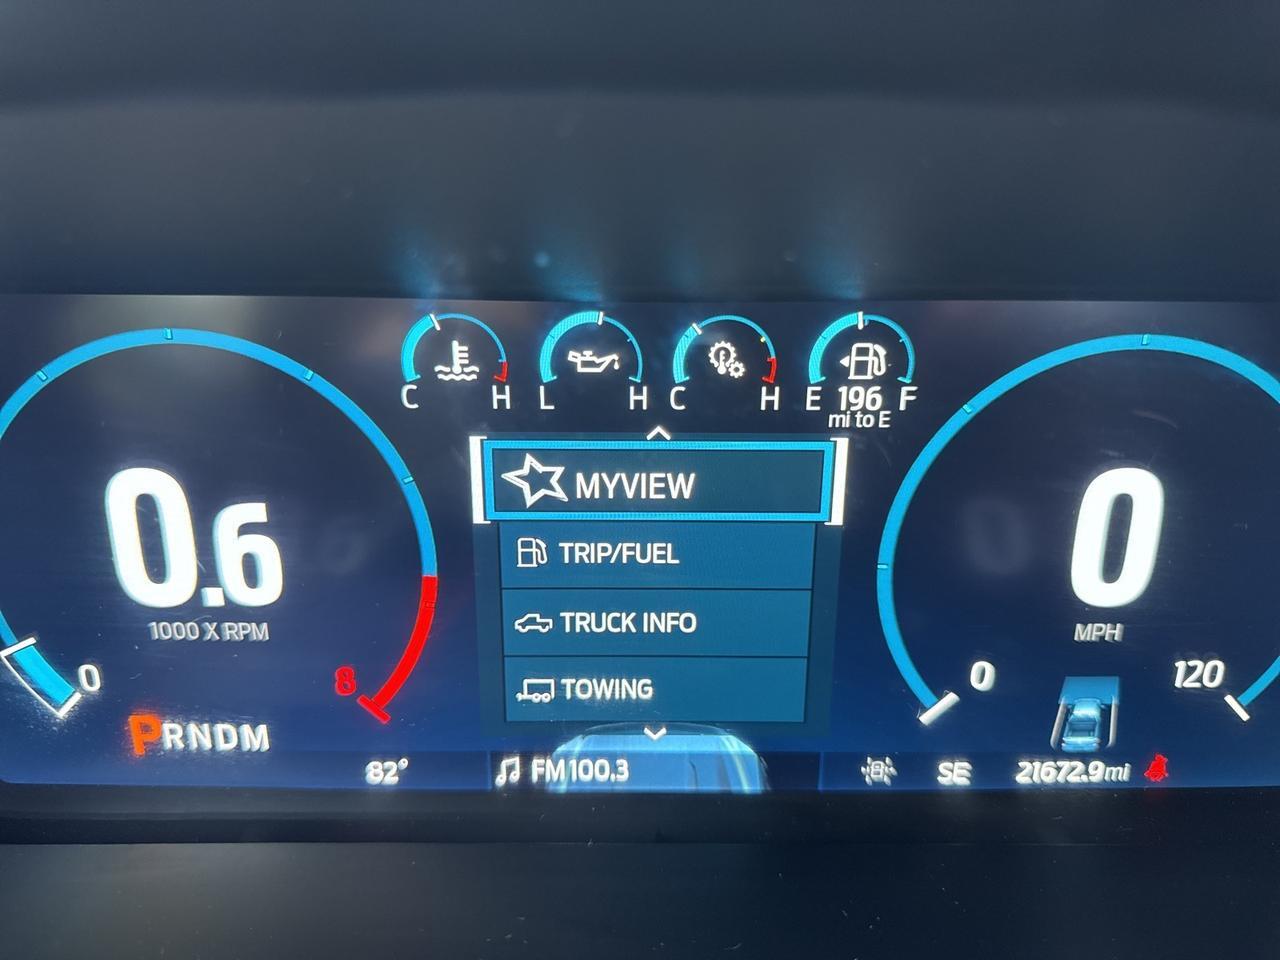 C H
L H
C H
E F
196
mi to E
MYVIEW
TRIP/FUEL
TRUCK INFO
TOWING
0.6
1000 X RPM
0
8
PRNDM
0
MPH
0
120
82°
FM100.3
SE
21672.9mi